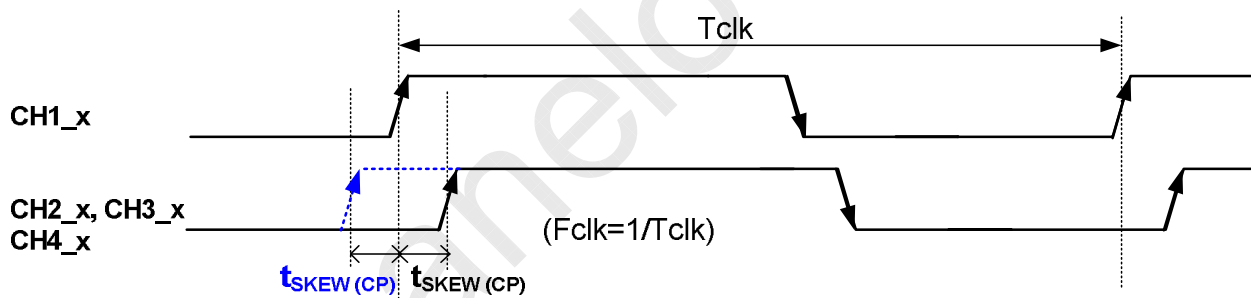 Tclk
CH1_x
CH2_x, CH3_x
CH4_x
(Fclk=1/Tclk)
tSKEW (CP) tSKEW (CP)